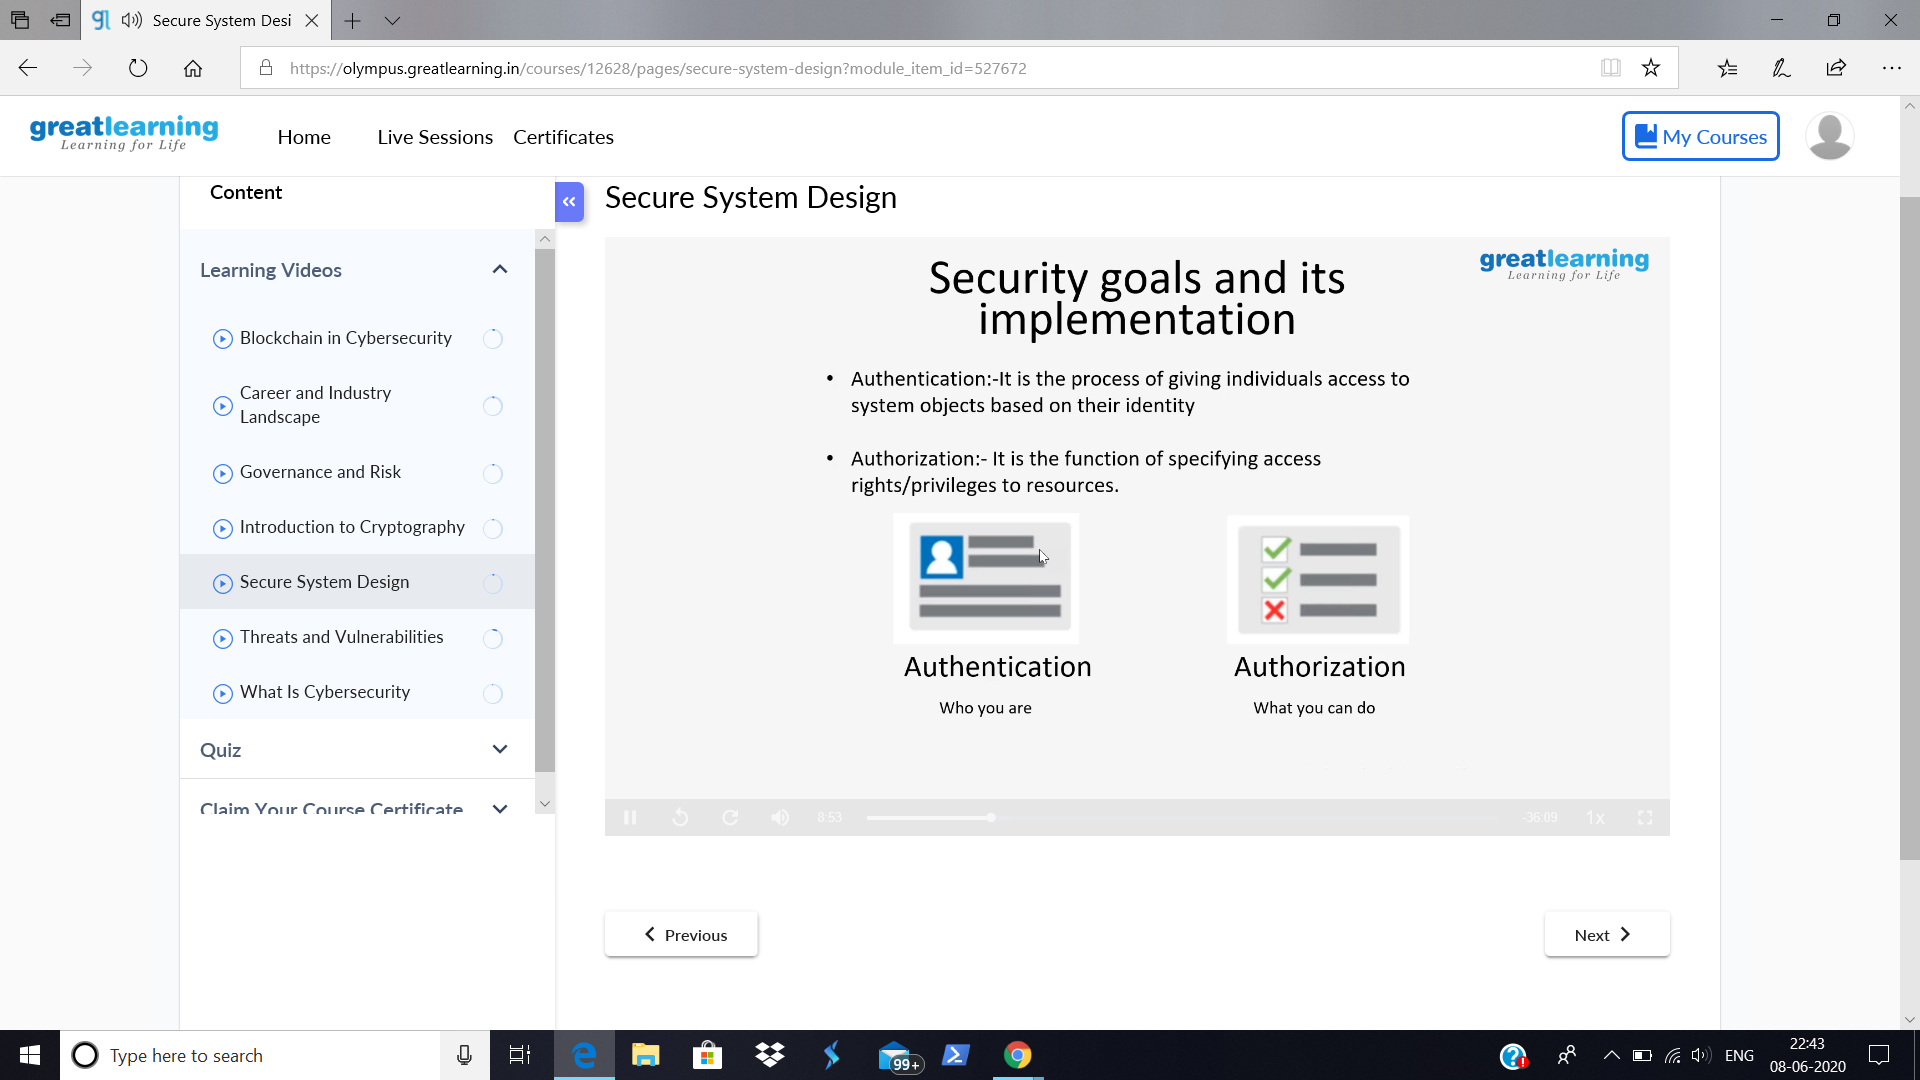 Secure System Desi
https://olympus.greatlearning.in/courses/12628/pages/secure-system-design?module_item_id=527672
greatlearning
Learning for Life
Home
Live Sessions
Certificates
My Courses
Content
Secure System Design
Learning Videos
Blockchain in Cybersecurity
Career and Industry
Landscape
Governance and Risk
Introduction to Cryptography
Secure System Design
Threats and Vulnerabilities
What Is Cybersecurity
Quiz
Claim Your Course Certificate
greatlearning
Learning for Life
Security goals and its
implementation
• Authentication:-It is the process of giving individuals access to
system objects based on their identity
• Authorization:- It is the function of specifying access
rights/privileges to resources.
Authentication
Who you are
Authorization
What you can do
8:53
-36:09
1x
Previous
Next
Type here to search
99+
ENG
22:43
08-06-2020